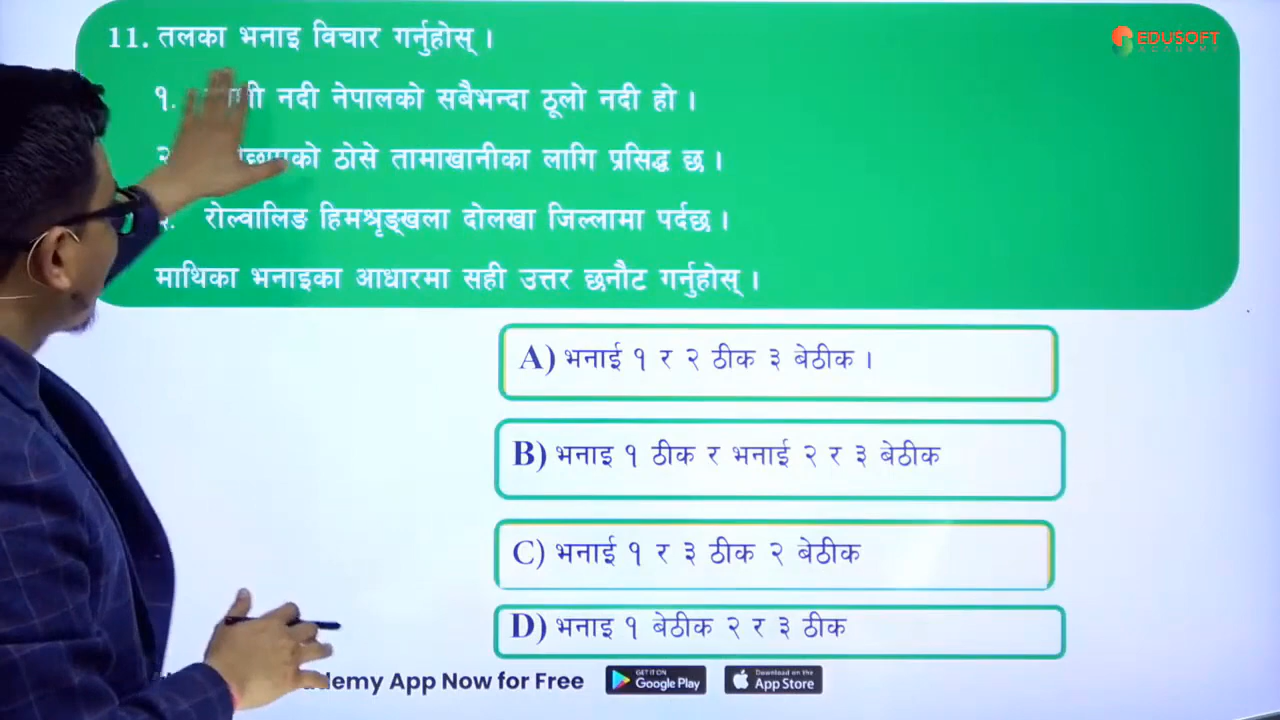 11. तलका भनाइ विचार गर्नुहोस् ।
EDUSOFT
ACADEMY
१. नदी नेपालको सबैभन्दा ठूलो नदी हो ।
ठोसे तामाखानीका लागि प्रसिद्ध छ ।
रोल्वालिङ हिमश्रृङ्खला दोलखा जिल्लामा पर्दछ ।
माथिका भनाइका आधारमा सही उत्तर छनौट गर्नुहोस् ।
A) भनाई १ र २ ठीक ३ बेठीक ।
B) भनाइ १ ठीक र भनाई २ र ३ बेठीक
C) भनाई १ र ३ ठीक २ बेठीक
D) भनाइ १ बेठीक २ र ३ ठीक
App Now for Free
GET IT ON
Google Play
Download on the
App Store